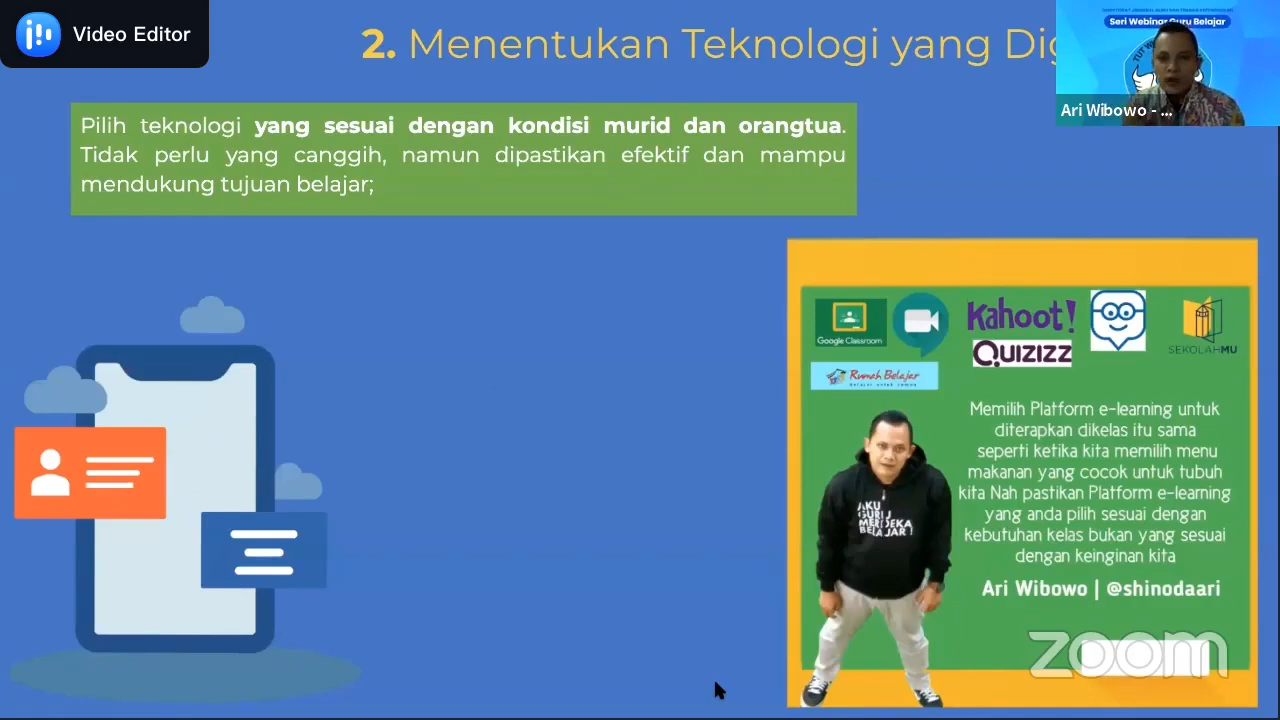 Video Editor
2. Menentukan Teknologi yang Dig
Seri Webinar Guru Belajar
Ari Wibowo - ...
Pilih teknologi yang sesuai dengan kondisi murid dan orangtua.
Tidak perlu yang canggih, namun dipastikan efektif dan mampu
mendukung tujuan belajar;
Google Classroom
Kahoot!
QUIZIZZ
SEKOLAHMU
Rumah Belajar
belajar untuk semua
Memilih Platform e-learning untuk
diterapkan dikelas itu sama
seperti ketika kita memilih menu
makanan yang cocok untuk tubuh
kita Nah pastikan Platform e-learning
yang anda pilih sesuai dengan
kebutuhan kelas bukan yang sesuai
dengan keinginan kita
AKU
GURU
MERDEKA
BELAJAR!
Ari Wibowo | @shinodaari
zoom